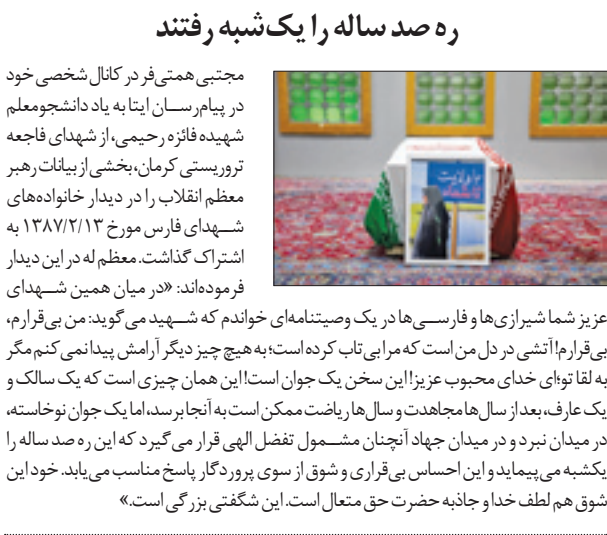 ره صد ساله را یک‌شبه رفتند
مجتبی همتی‌فر در کانال شخصی خود
در پیام‌رسان ایتا به یاد دانشجومعلم
شهیده فائزه رحیمی، از شهدای فاجعه
تروریستی کرمان، بخشی از بیانات رهبر
معظم انقلاب را در دیدار خانواده‌های
شهدای فارس مورخ ۱۳۸۷/۲/۱۳ به
اشتراک گذاشت. معظم له در این دیدار
فرموده‌اند: «در میان همین شهدای
عزیز شما شیرازی‌ها و فارسی‌ها در یک وصیتنامه‌ای خواندم که شهید می گوید: من بی‌قرارم،
بی‌قرارم! آتشی در دل من است که مرا بی‌تاب کرده است؛ به هیچ چیز دیگر آرامش پیدا نمی کنم مگر
به لقا تو؛ ای خدای محبوب عزیز! این سخن یک جوان است! این همان چیزی است که یک سالک و
یک عارف، بعد از سال‌ها مجاهدت و سال‌ها ریاضت ممکن است به آنجا برسد، اما یک جوان نوخاسته،
در میدان نبرد و در میدان جهاد آنچنان مشمول تفضل الهی قرار می گیرد که این ره صد ساله را
یکشبه می‌پیماید و این احساس بی‌قراری و شوق از سوی پروردگار پاسخ مناسب می‌یابد. خود این
شوق هم لطف خدا و جاذبه حضرت حق متعال است. این شگفتی بزرگی است.»